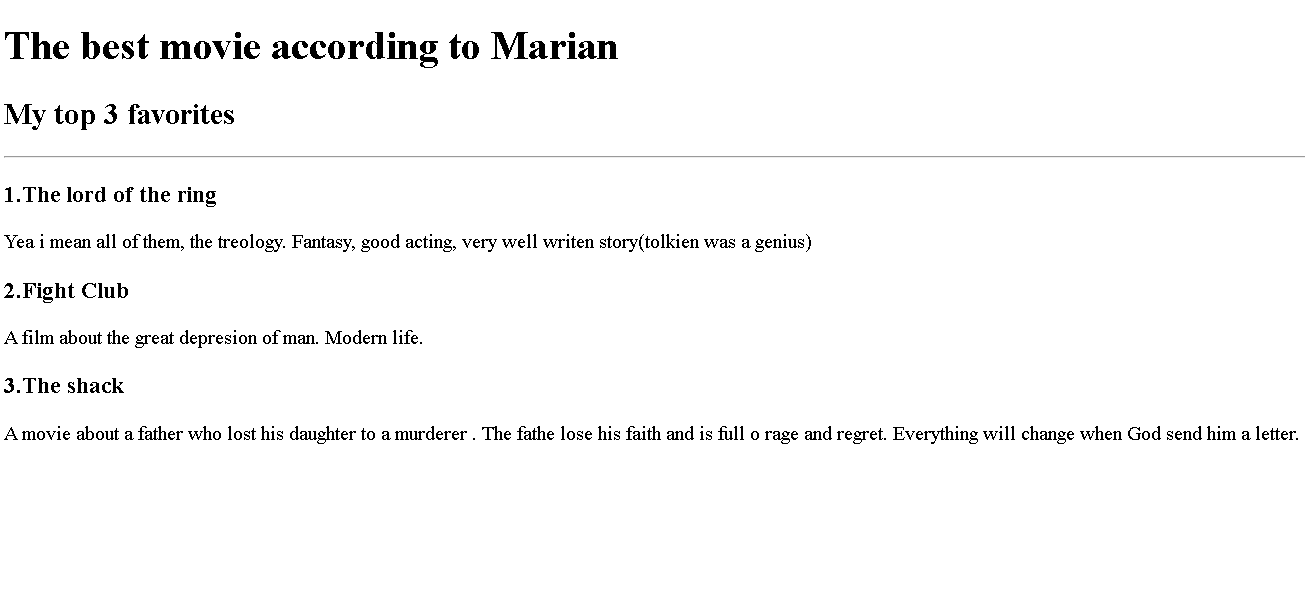 The best movie according to Marian
My top 3 favorites
1.The lord of the ring
Yea i mean all of them, the treology. Fantasy, good acting, very well writen story(tolkien was a genius)
2.Fight Club
A film about the great depresion of man. Modern life.
3.The shack
A movie about a father who lost his daughter to a murderer . The fathe lose his faith and is full o rage and regret. Everything will change when God send him a letter.